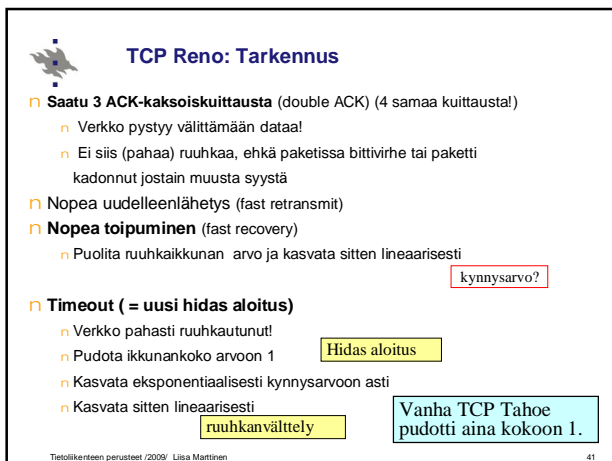 TCP Reno: Tarkennus
n Saatu 3 ACK-kaksoiskuittausta (double ACK) (4 samaa kuittausta!)
n Verkko pystyy välittämään dataa!
n Ei siis (pahaa) ruuhkaa, ehkä paketissa bittivirhe tai paketti
kadonnut jostain muusta syystä
n Nopea uudelleenlähetys (fast retransmit)
n Nopea toipuminen (fast recovery)
n Puolita ruuhkaikkunan arvo ja kasvata sitten lineaarisesti
kynnysarvo?
n Timeout ( = uusi hidas aloitus)
n Verkko pahasti ruuhkautunut!
n Pudota ikkunankoko arvoon 1
Hidas aloitus
n Kasvata eksponentiaalisesti kynnysarvoon asti
n Kasvata sitten lineaarisesti
ruuhkanvälttely
Vanha TCP Tahoe
pudotti aina kokoon 1.
Tietoliikenteen perusteet /2009/ Liisa Marttinen
41